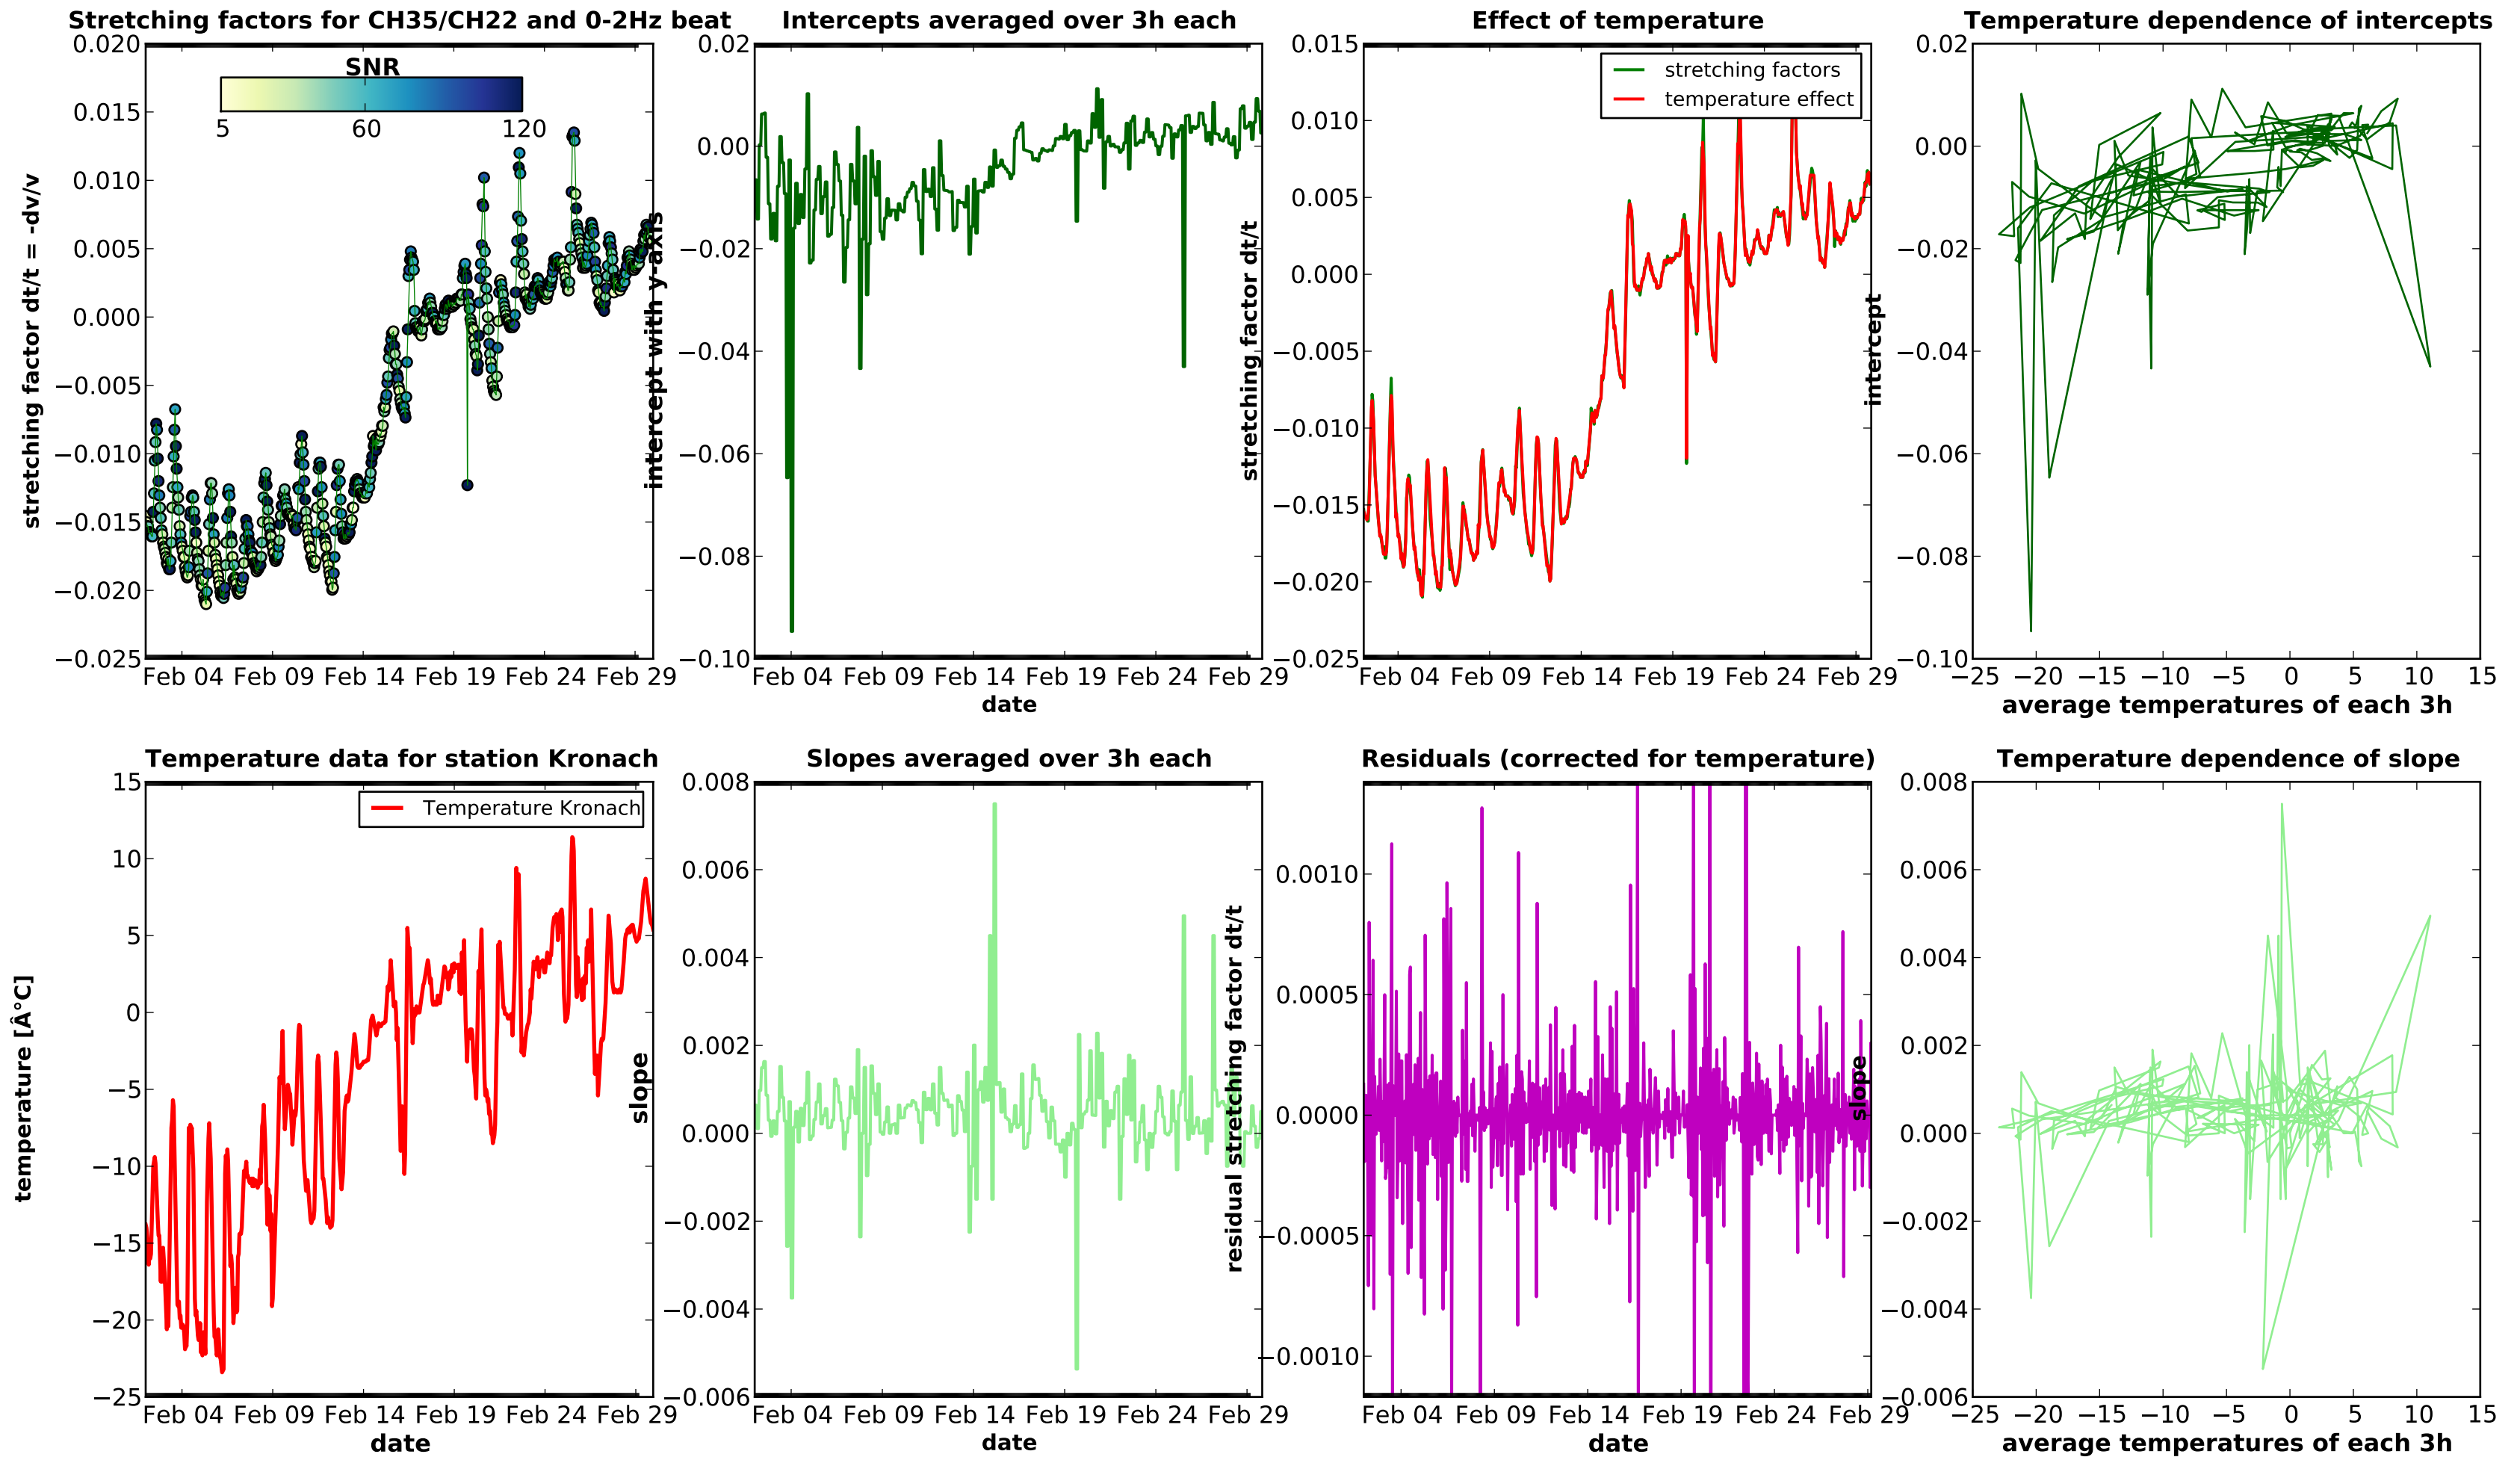 Stretching factors for CH35/CH22 and 0-2Hz beat
SNR
5 60 120
stretching factor dt/t = -dv/v
0.020
0.015
0.010
0.005
0.000
−0.005
−0.010
−0.015
−0.020
−0.025
Feb 04 Feb 09 Feb 14 Feb 19 Feb 24 Feb 29
Intercepts averaged over 3h each
intercept with y-axis
0.02
0.00
−0.02
−0.04
−0.06
−0.08
−0.10
Feb 04 Feb 09 Feb 14 Feb 19 Feb 24 Feb 29
date
Effect of temperature
stretching factors
temperature effect
stretching factor dt/t
0.015
0.010
0.005
0.000
−0.005
−0.010
−0.015
−0.020
−0.025
Feb 04 Feb 09 Feb 14 Feb 19 Feb 24 Feb 29
Temperature dependence of intercepts
intercept
0.02
0.00
−0.02
−0.04
−0.06
−0.08
−0.10
−25 −20 −15 −10 −5 0 5 10 15
average temperatures of each 3h
Temperature data for station Kronach
Temperature Kronach
temperature [Â°C]
15
10
5
0
−5
−10
−15
−20
−25
Feb 04 Feb 09 Feb 14 Feb 19 Feb 24 Feb 29
date
Slopes averaged over 3h each
slope
0.008
0.006
0.004
0.002
0.000
−0.002
−0.004
−0.006
Feb 04 Feb 09 Feb 14 Feb 19 Feb 24 Feb 29
date
Residuals (corrected for temperature)
residual stretching factor dt/t
0.0010
0.0005
0.0000
−0.0005
−0.0010
Feb 04 Feb 09 Feb 14 Feb 19 Feb 24 Feb 29
date
Temperature dependence of slope
slope
0.008
0.006
0.004
0.002
0.000
−0.002
−0.004
−0.006
−25 −20 −15 −10 −5 0 5 10 15
average temperatures of each 3h